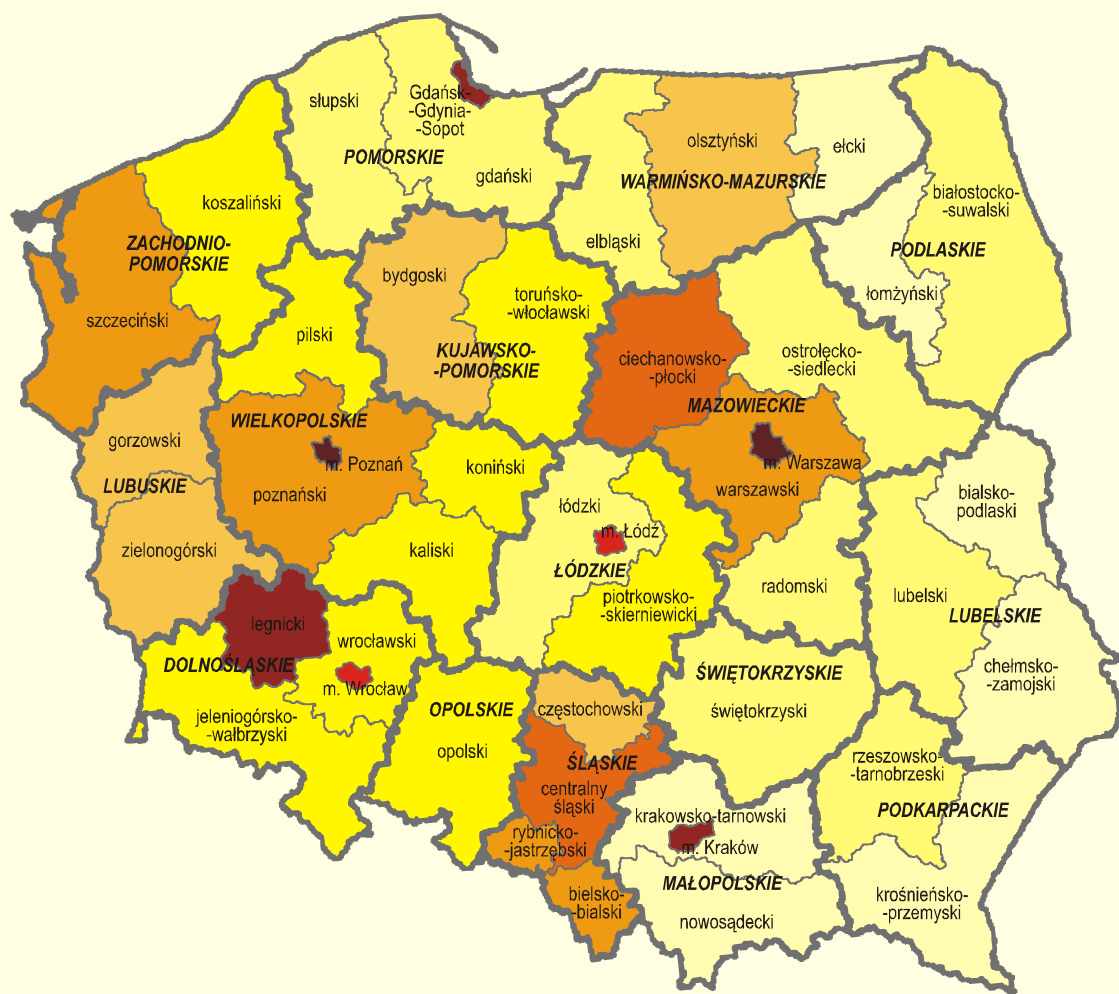 słupski
Gdańsk-
-Gdynia-
-Sopot
POMORSKIE
gdański
olsztyński
ełcki
WARMIŃSKO-MAZURSKIE
elbląski
białostocko-
-suwalski
PODLASKIE
łomżyński
koszaliński
ZACHODNIO-
POMORSKIE
szczeciński
bydgoski
toruńsko-
-włocławski
KUJAWSKO-
-POMORSKIE
pilski
ciechanowsko-
-płocki
ostrołęcko-
-siedlecki
MAZOWIECKIE
m. Warszawa
warszawski
WIELKOPOLSKIE
m. Poznań
poznański
koniński
kaliski
gorzowski
LUBUSKIE
zielonogórski
łódzki
m. Łódź
ŁÓDZKIE
piotrkowsko-
-skierniewicki
radomski
bialsko-
podlaski
lubelski
LUBELSKIE
chełmsko-
-zamojski
legnicki
wrocławski
DOLNOŚLĄSKIE
m. Wrocław
jeleniogórsko-
-wałbrzyski
OPOLSKIE
opolski
częstochowski
ŚLĄSKIE
centralny
śląski
rybnicko-
-jastrzębski
bielsko-
-bialski
ŚWIĘTOKRZYSKIE
świętokrzyski
krakowsko-tarnowski
m. Kraków
MAŁOPOLSKIE
nowosądecki
rzeszowsko-
-tarnobrzeski
PODKARPACKIE
krośnieńsko-
-przemyski